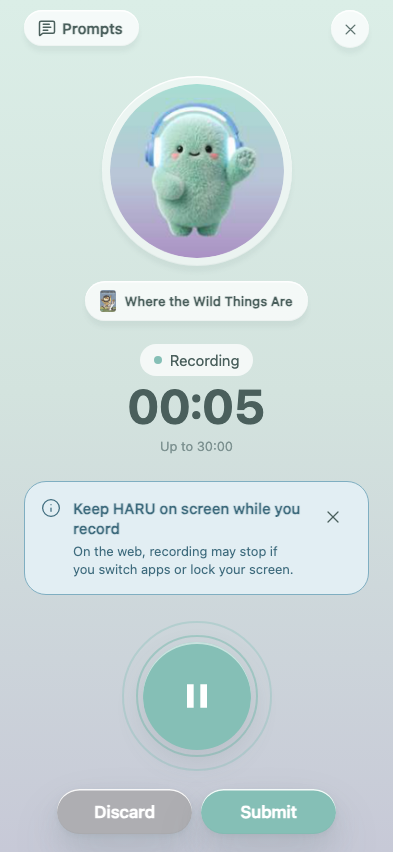 Prompts
Where the Wild Things Are
Recording
00:05
Up to 30:00
Keep HARU on screen while you
record
On the web, recording may stop if
you switch apps or lock your screen.
Discard
Submit